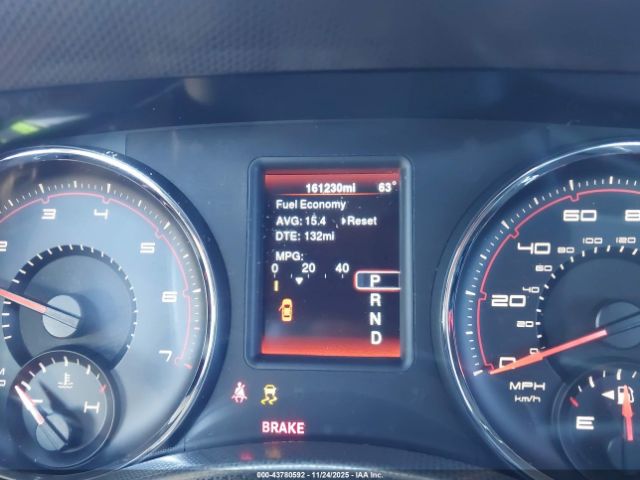 161230mi 63°
Fuel Economy
AVG: 15.4 Reset
DTE: 132mi
MPG:
0 20 40
P
R
N
D
2 3 4 5 6 7
H
0 20 40 60
0 40 80 100 120
MPH
km/h
E
BRAKE
000-43780592 - 11/24/2025 - IAA Inc.